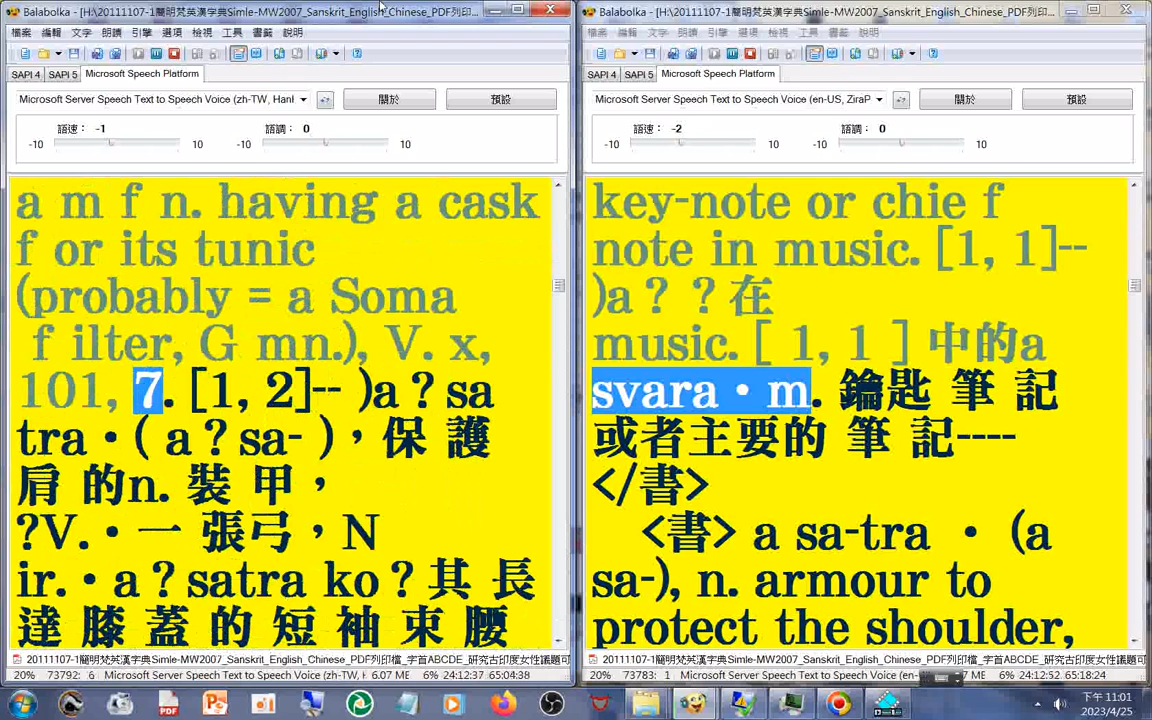 Balabolka - [H:\20111107-1簡明梵英漢字典Simle-MW2007_Sanskrit_English_Chinese_PDF列印...
檔案 編輯 文字 朗讀 引擎 選項 檢視 工具 書籤 說明
SAPI 4 SAPI 5 Microsoft Speech Platform
Microsoft Server Speech Text to Speech Voice (zh-TW, Hanl
關於 預設
語速： -1 語調： 0
-10 10 -10 10
a m f n. having a cask
f or its tunic
(probably = a Soma
f ilter, G mn.), V. x,
101, 7. [1, 2]-- )a？sa
tra・( a？sa- )，保 護
肩 的n. 裝 甲，
?V.・一 張弓，N
ir.・a？satra ko？其 長
達 膝 蓋 的 短 袖 束 腰
20111107-1簡明梵英漢字典Simle-MW2007_Sanskrit_English_Chinese_PDF列印檔_字首ABCDE_研究古印度女性議題可
20% 73792: 6 Microsoft Server Speech Text to Speech Voice (zh-TW, H 6.07 MB 6% 24:12:37 65:04:38
Balabolka - [H:\20111107-1簡明梵英漢字典Simle-MW2007_Sanskrit_English_Chinese_PDF列印...
檔案 編輯 文字 朗讀 引擎 選項 檢視 工具 書籤 說明
SAPI 4 SAPI 5 Microsoft Speech Platform
Microsoft Server Speech Text to Speech Voice (en-US, ZiraP
關於 預設
語速： -2 語調： 0
-10 10 -10 10
key-note or chie f
note in music. [1, 1]--
)a？？在
music. [ 1, 1 ] 中的a
svara・m. 鑰匙 筆 記
或者主要的 筆 記----
</書>
<書> a sa-tra ・ (a
sa-), n. armour to
protect the shoulder,
20111107-1簡明梵英漢字典Simle-MW2007_Sanskrit_English_Chinese_PDF列印檔_字首ABCDE_研究古印度女性議題可
20% 73783: 1 Microsoft Server Speech Text to Speech Voice (en-US, Z 6% 24:12:52 65:18:24
下午 11:01
2023/4/25